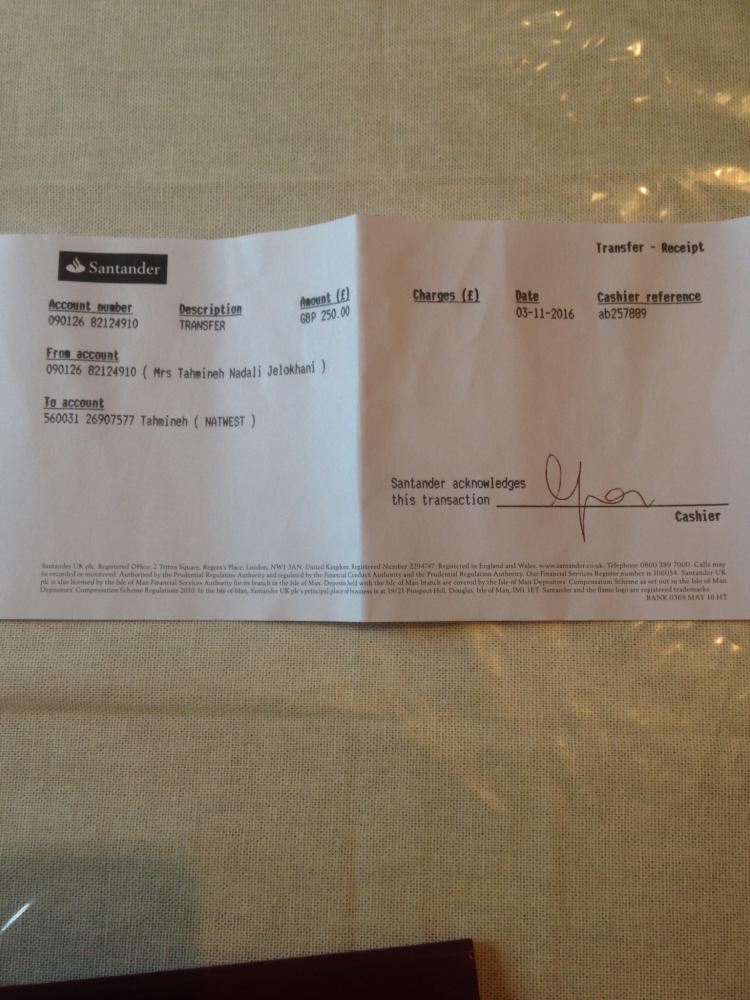 Santander
Transfer - Receipt
Account number Description Amount (£) Charges (£) Date Cashier reference
090126 82124910 TRANSFER GBP 250.00 03-11-2016 ab257889
From account
090126 82124910 ( Mrs Tahmineh Nadali Jelokhani )
To account
560031 26907577 Tahmineh ( NATWEST )
Santander acknowledges
this transaction
Cashier
Santander UK plc. Registered Office: 2 Triton Square, Regent's Place, London, NW1 3AN, United Kingdom. Registered Number 2294747. Registered in England and Wales. www.santander.co.uk. Telephone 0800 389 7000. Calls may
be recorded or monitored. Authorised by the Prudential Regulation Authority and regulated by the Financial Conduct Authority and the Prudential Regulation Authority. Our Financial Services Register number is 106054. Santander UK
plc is also licensed by the Isle of Man Financial Services Authority for its branch in the Isle of Man. Deposits held with the Isle of Man branch are covered by the Isle of Man Depositors' Compensation Scheme as set out in the Isle of Man
Depositors' Compensation Scheme Regulations 2010. In the Isle of Man, Santander UK plc's principal place of business is at 19/21 Prospect Hill, Douglas, Isle of Man, IM1 1ET. Santander and the flame logo are registered trademarks.
BANK 0368 MAY 16 HT